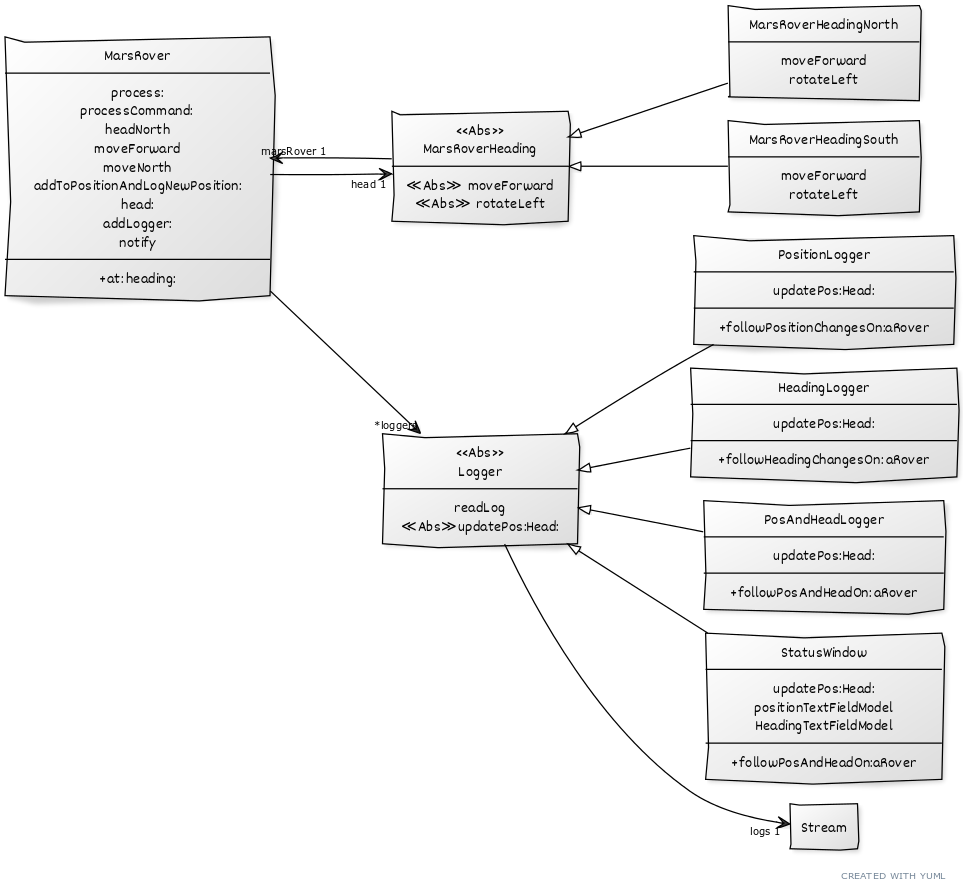 MarsRover
process:
processCommand:
headNorth
moveForward
moveNorth
addToPositionAndLogNewPosition:
head:
addLogger:
notify
+at:heading:
marsRover 1
head 1
<<Abs>>
MarsRoverHeading
≪Abs≫ moveForward
≪Abs≫ rotateLeft
MarsRoverHeadingNorth
moveForward
rotateLeft
MarsRoverHeadingSouth
moveForward
rotateLeft
PositionLogger
updatePos:Head:
+followPositionChangesOn:aRover
HeadingLogger
updatePos:Head:
+followHeadingChangesOn:aRover
*loggers
<<Abs>>
Logger
readLog
≪Abs≫updatePos:Head:
PosAndHeadLogger
updatePos:Head:
+followPosAndHeadOn:aRover
StatusWindow
updatePos:Head:
positionTextFieldModel
HeadingTextFieldModel
+followPosAndHeadOn:aRover
logs 1
Stream
CREATED WITH YUML